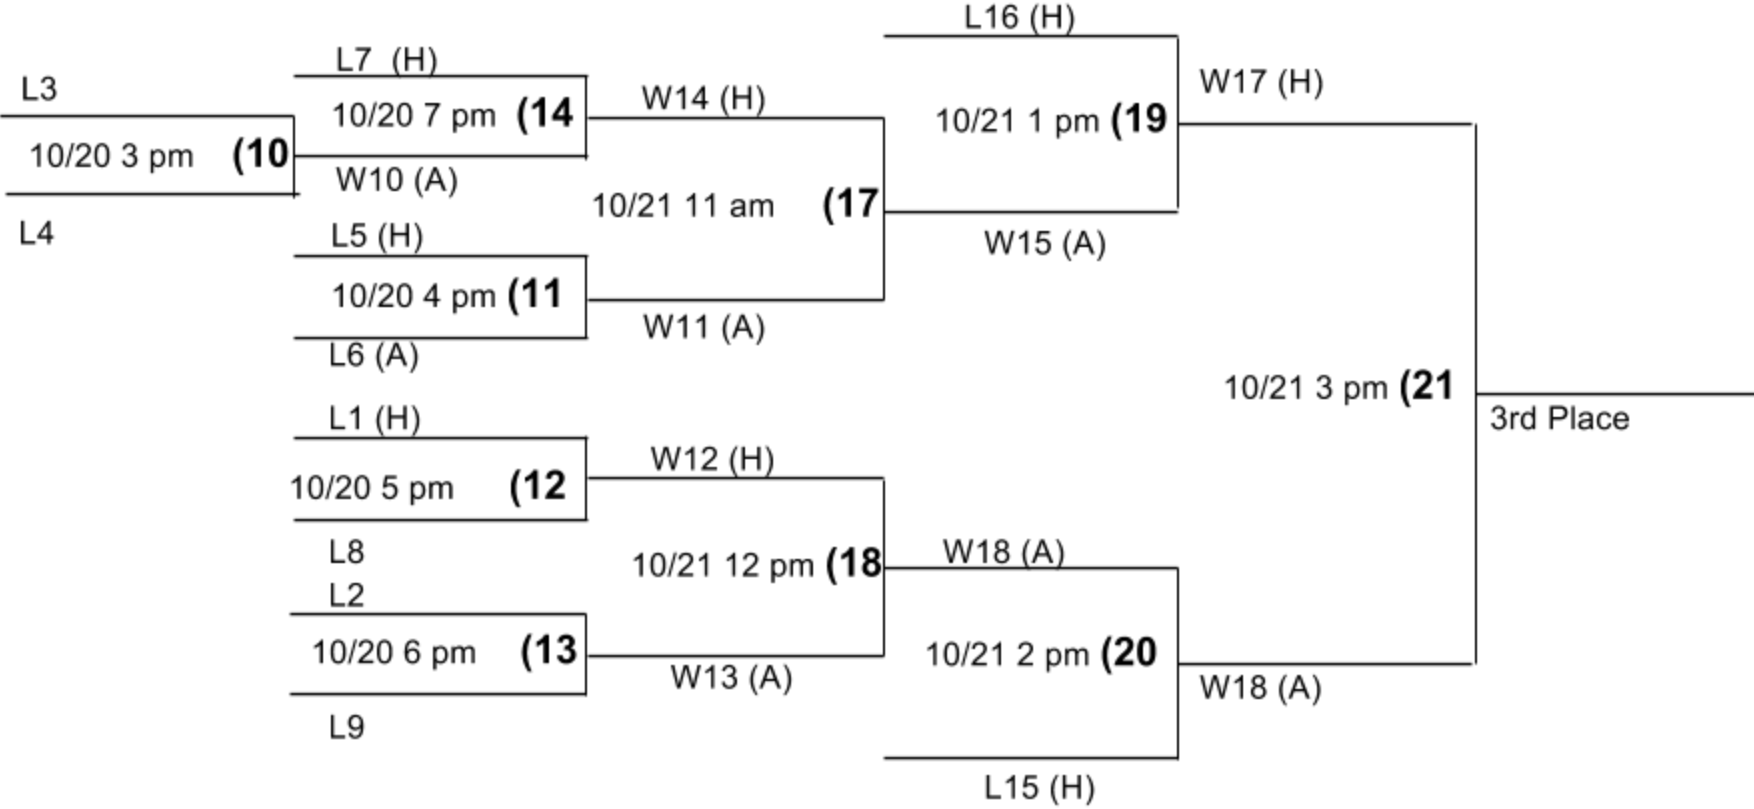 L3
10/20 3 pm (10
L4
L7 (H)
10/20 7 pm (14
W10 (A)
L5 (H)
10/20 4 pm (11
L6 (A)
L1 (H)
10/20 5 pm (12
L8
L2
10/20 6 pm (13
L9
W14 (H)
10/21 11 am (17
W11 (A)
W12 (H)
10/21 12 pm (18
W13 (A)
L16 (H)
10/21 1 pm (19
W15 (A)
W18 (A)
10/21 2 pm (20
L15 (H)
W17 (H)
10/21 3 pm (21
W18 (A)
3rd Place